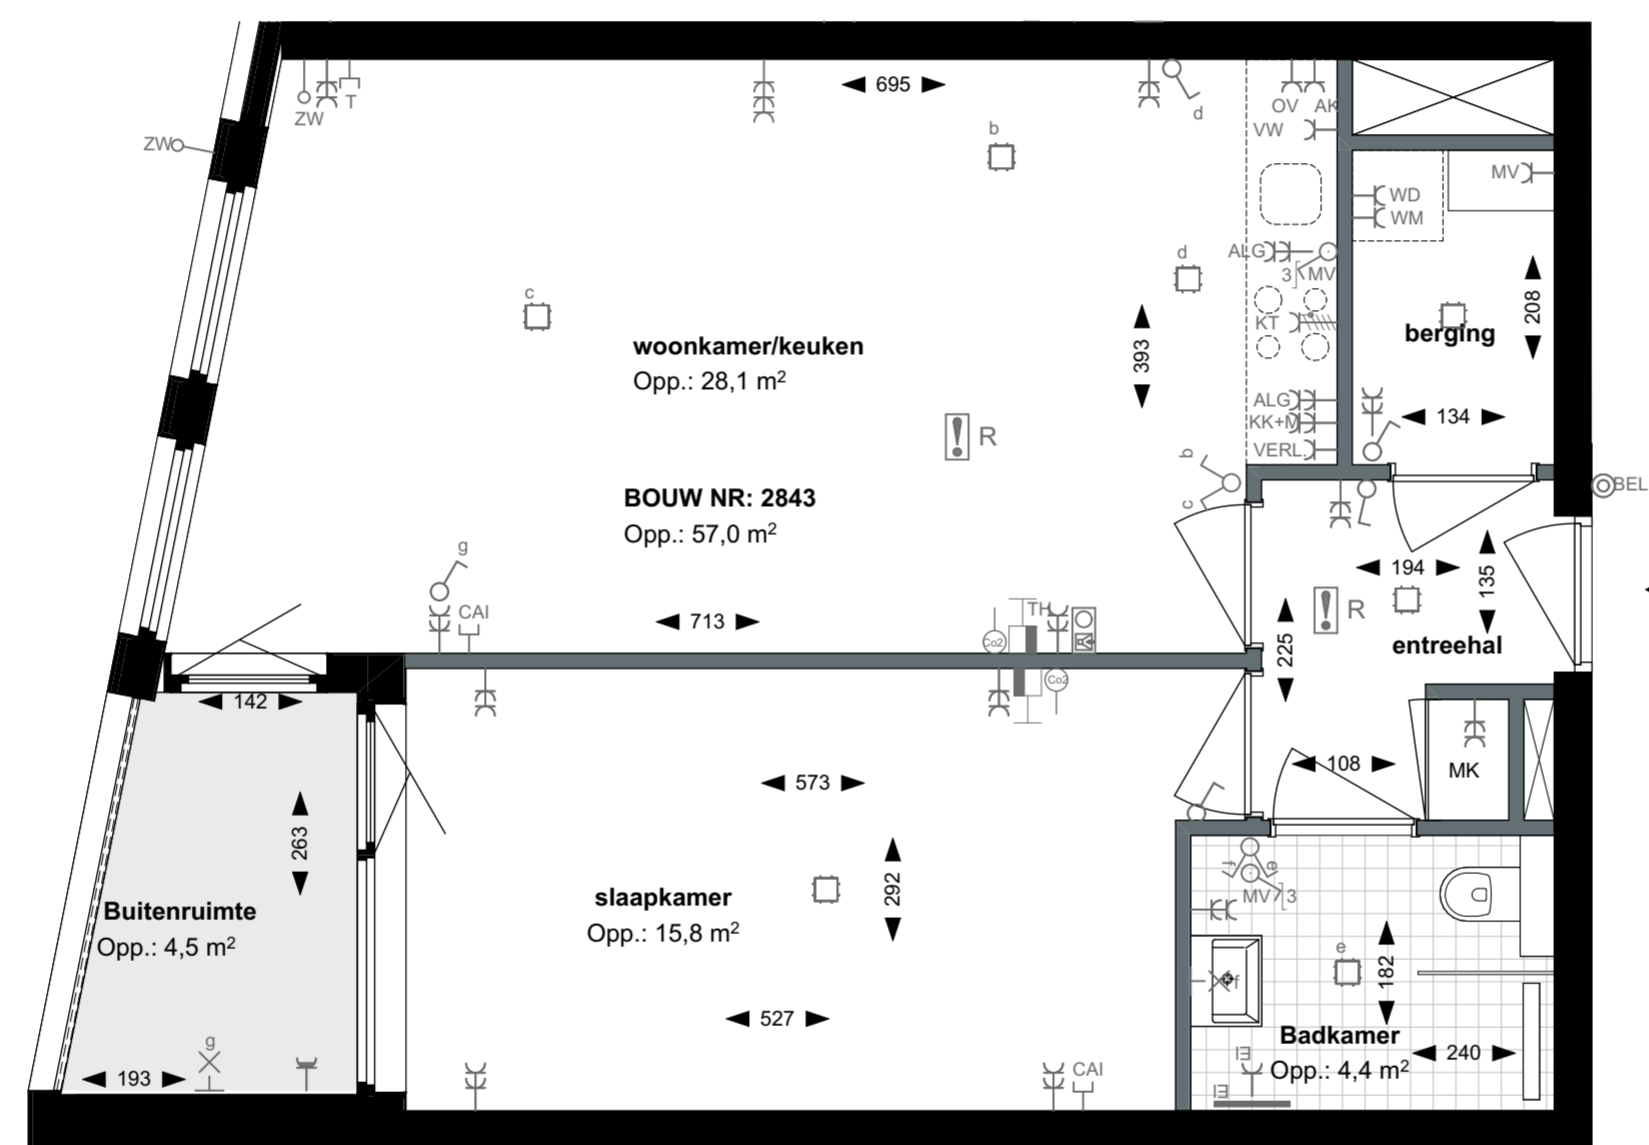 695
ZW
T
d
OV AK
VW
ZW
b
MV
WD
WM
ALG
d
3 MV
c
KT
208
393
woonkamer/keuken
Opp.: 28,1 m²
berging
ALG
KK+M
VERL.
134
R
b
c
BEL
BOUW NR: 2843
Opp.: 57,0 m²
g
CAI
713
Co2
TH
194
135
R
225
entreehal
142
Co2
573
108
MK
263
292
Buitenruimte
Opp.: 4,5 m²
slaapkamer
Opp.: 15,8 m²
f
e
MV 3
e
f
182
527
Badkamer
Opp.: 4,4 m²
240
g
193
CAI
E
E